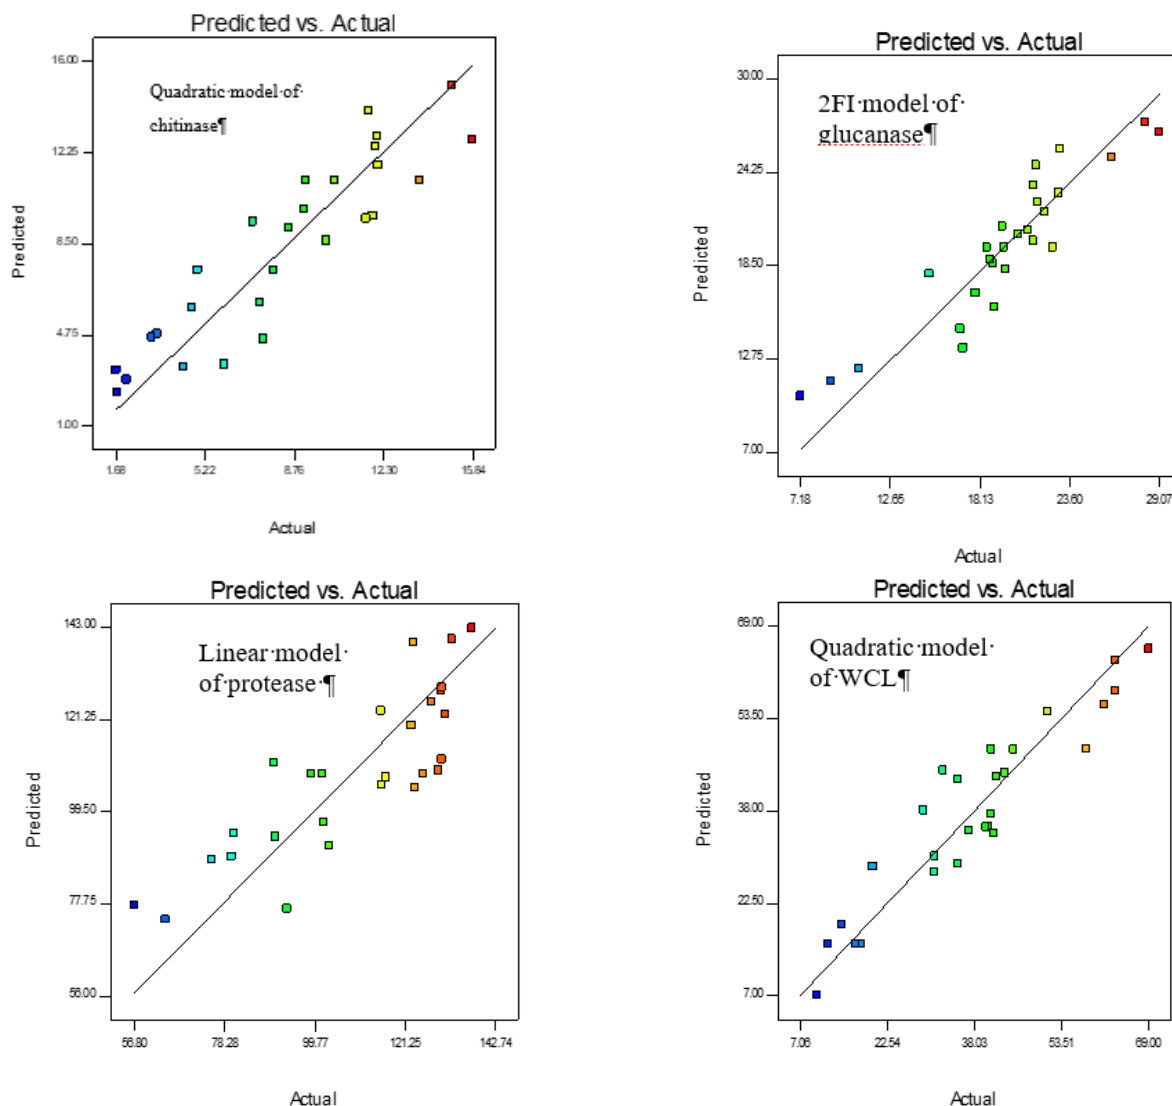 Predicted vs. Actual
Quadratic·model·of·
chitinase¶
Predicted
16.00
12.25
8.50
4.75
1.00
1.68 5.22 8.76 12.30 15.84
Actual
Predicted vs. Actual
2FI·model·of·
glucanase¶
Predicted
30.00
24.25
18.50
12.75
7.00
7.18 12.65 18.13 23.60 29.07
Actual
Predicted vs. Actual
Linear·model·
of·protease·¶
Predicted
143.00
121.25
99.50
77.75
56.00
56.80 78.28 99.77 121.25 142.74
Actual
Predicted vs. Actual
Quadratic·model·
of·WCL¶
Predicted
69.00
53.50
38.00
22.50
7.00
7.06 22.54 38.03 53.51 69.00
Actual